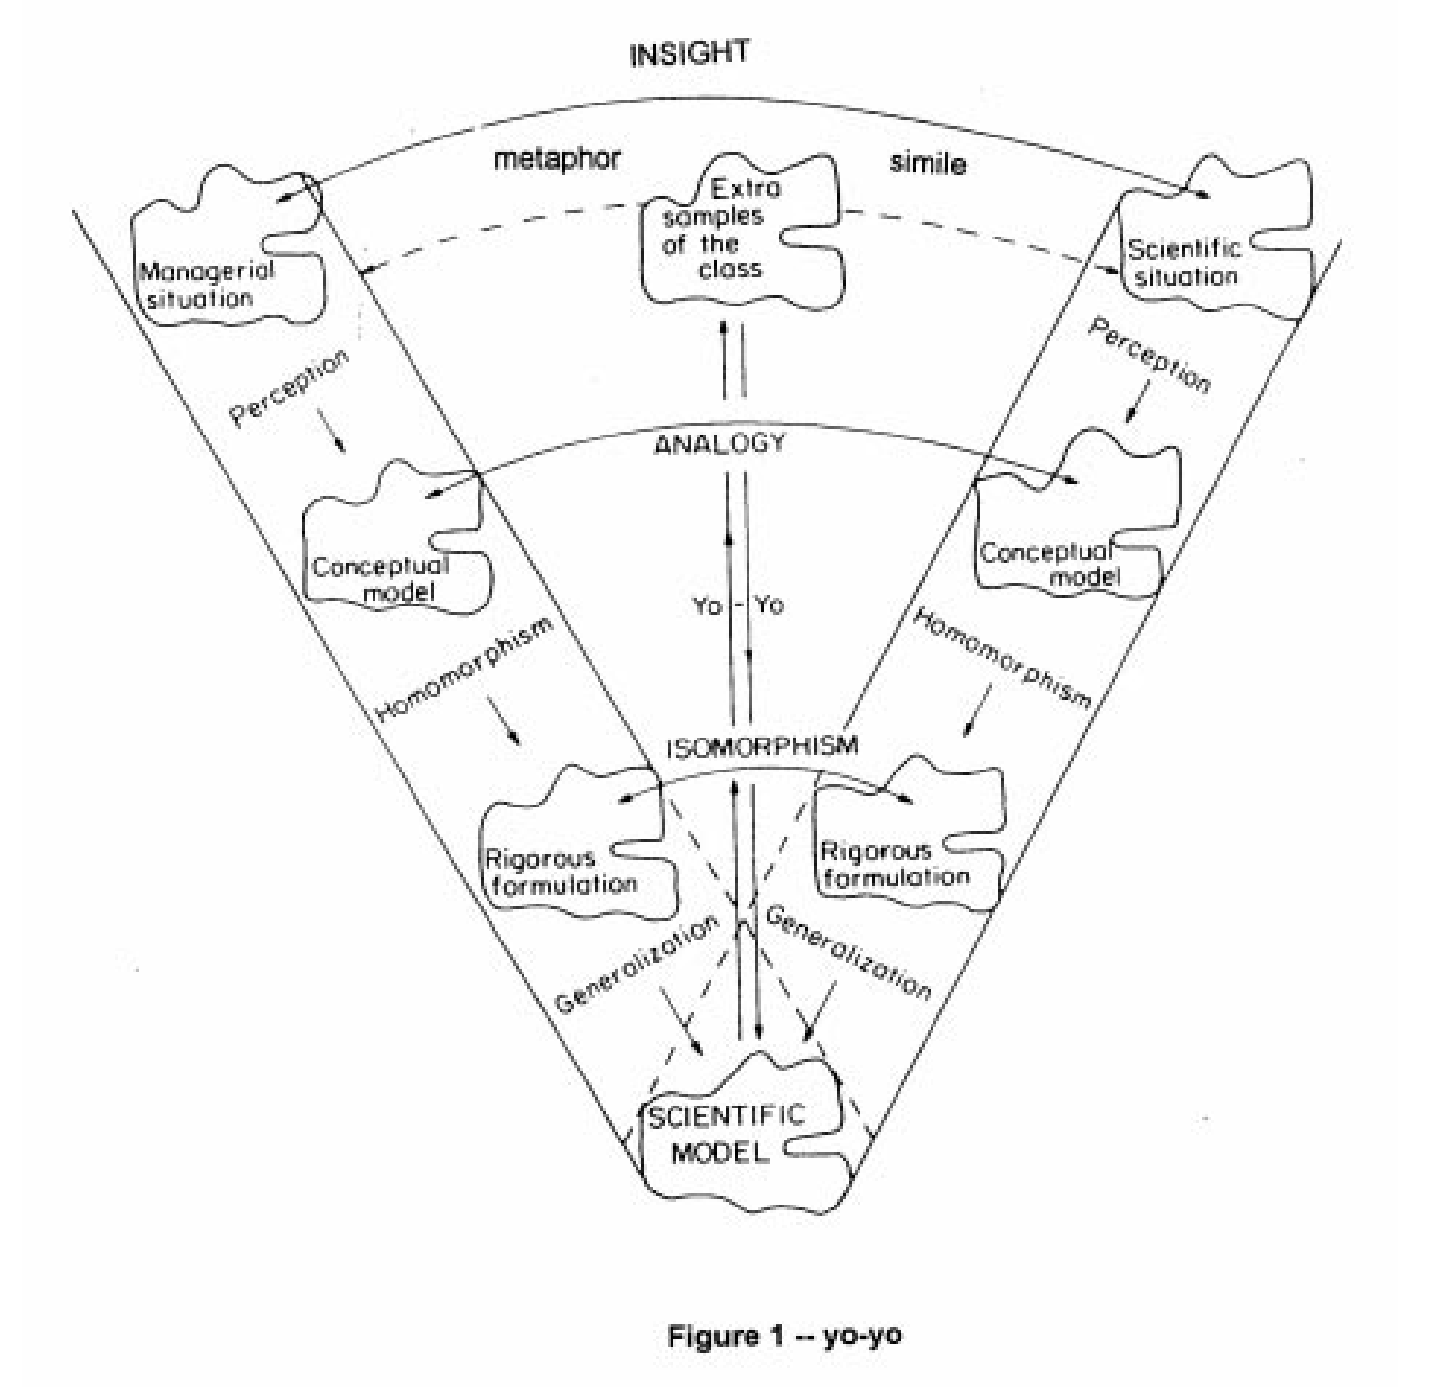 INSIGHT
metaphor
simile
Extra
samples
of the
class
Managerial
situation
Scientific
situation
Perception
Perception
ANALOGY
Conceptual
model
Conceptual
model
Yo - Yo
Homomorphism
Homomorphism
ISOMORPHISM
Rigorous
formulation
Rigorous
formulation
Generalization
Generalization
SCIENTIFIC
MODEL
Figure 1 -- yo-yo